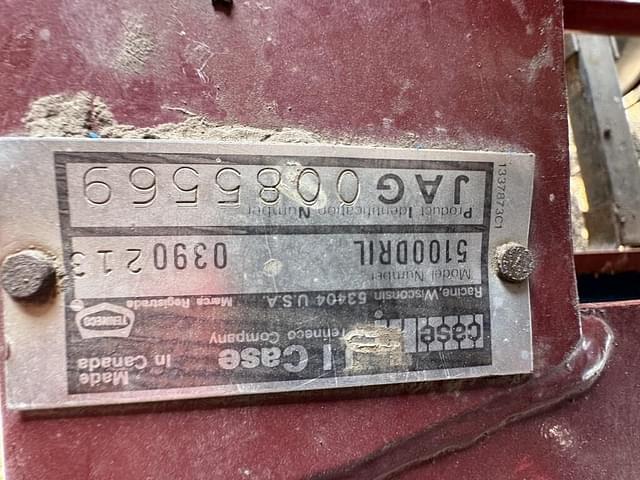 J I Case
Made
in Canada
case
Tenneco Company
TENNECO
Racine, Wisconsin 53404 U.S.A.
Marca Registrada
Model Number
5100DRIL 0390213
Product Identification Number
JAG0085569
1337873C1